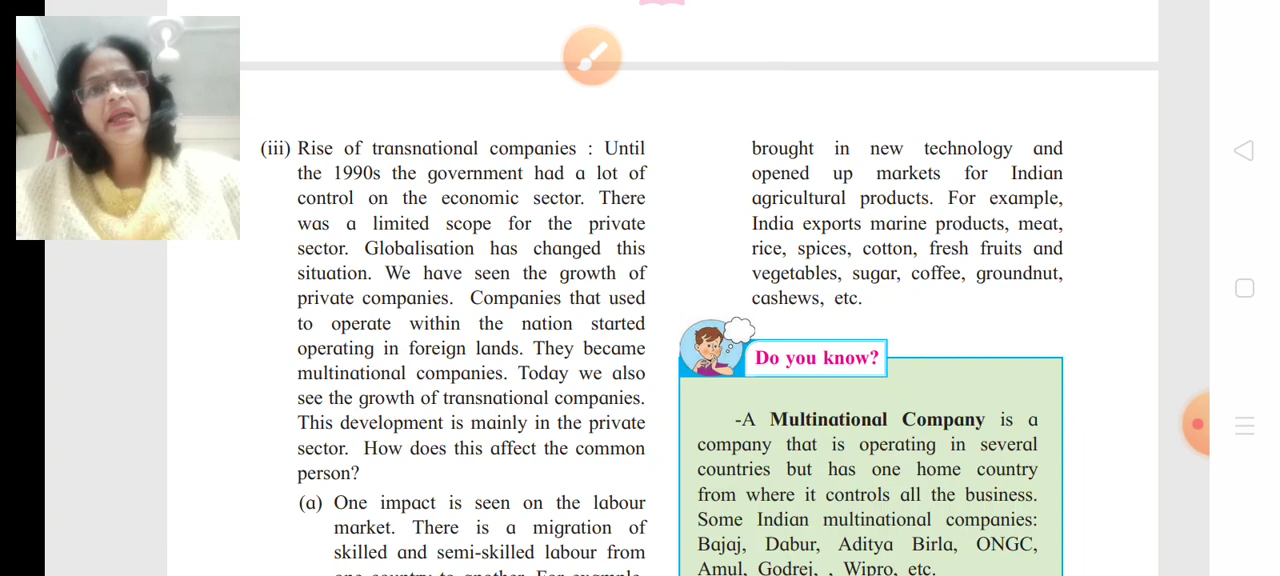 (iii) Rise of transnational companies : Until
the 1990s the government had a lot of
control on the economic sector. There
was a limited scope for the private
sector. Globalisation has changed this
situation. We have seen the growth of
private companies. Companies that used
to operate within the nation started
operating in foreign lands. They became
multinational companies. Today we also
see the growth of transnational companies.
This development is mainly in the private
sector. How does this affect the common
person?
(a) One impact is seen on the labour
market. There is a migration of
skilled and semi-skilled labour from
one country to another. For example,
brought in new technology and
opened up markets for Indian
agricultural products. For example,
India exports marine products, meat,
rice, spices, cotton, fresh fruits and
vegetables, sugar, coffee, groundnut,
cashews, etc.
Do you know?
-A Multinational Company is a
company that is operating in several
countries but has one home country
from where it controls all the business.
Some Indian multinational companies:
Bajaj, Dabur, Aditya Birla, ONGC,
Amul, Godrej, , Wipro, etc.